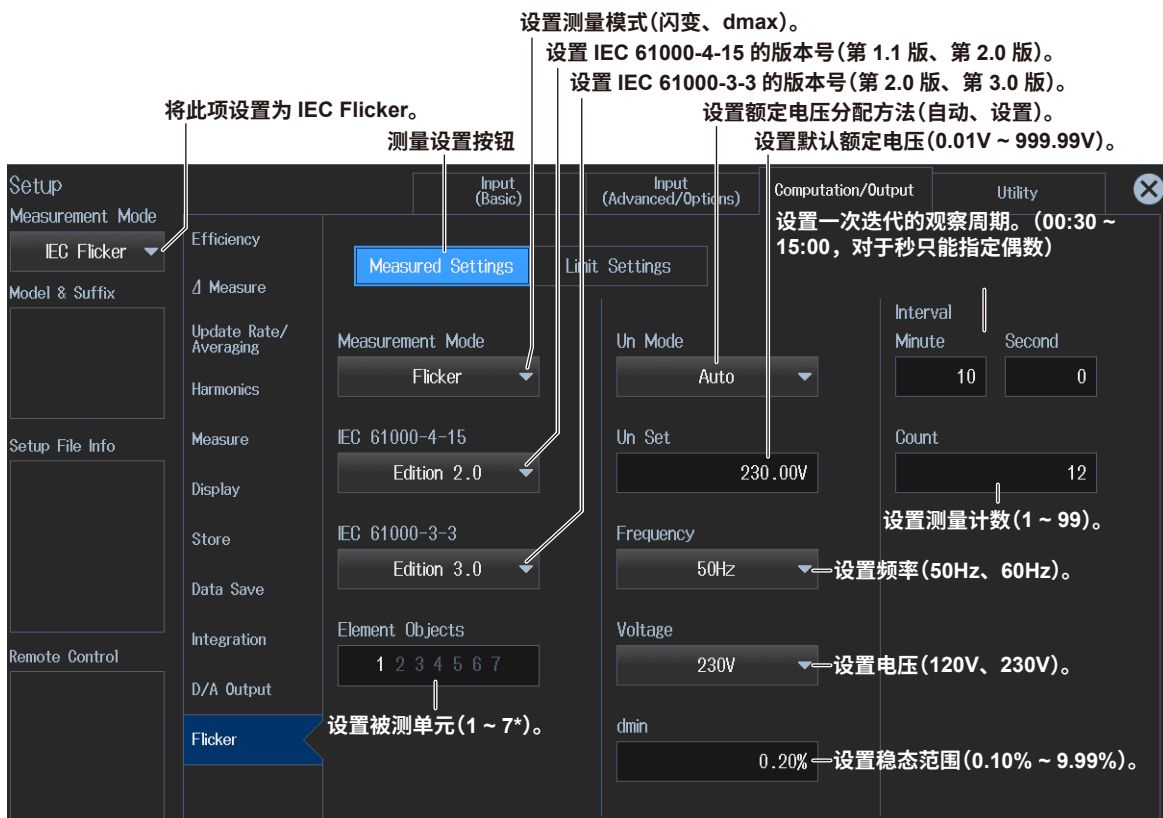 设置测量模式(闪变、dmax)。
设置 IEC 61000-4-15 的版本号(第 1.1 版、第 2.0 版)。
设置 IEC 61000-3-3 的版本号(第 2.0 版、第 3.0 版)。
将此项设置为 IEC Flicker。
设置额定电压分配方法(自动、设置)。
测量设置按钮
设置默认额定电压(0.01V ~ 999.99V)。
Setup
Input
(Basic)
Input
(Advanced/Options)
Computation/Output
Utility
Measurement Mode
IEC Flicker
Model & Suffix
Setup File Info
Remote Control
Efficiency
⊿ Measure
Update Rate/
Averaging
Harmonics
Measure
Display
Store
Data Save
Integration
D/A Output
Flicker
Measured Settings
Limit Settings
设置一次迭代的观察周期。(00:30 ~
15:00，对于秒只能指定偶数)
Measurement Mode
Flicker
IEC 61000-4-15
Edition 2.0
IEC 61000-3-3
Edition 3.0
Element Objects
1 2 3 4 5 6 7
设置被测单元(1 ~ 7*)。
Un Mode
Auto
Un Set
230.00V
Frequency
50Hz
设置频率(50Hz、60Hz)。
Voltage
230V
设置电压(120V、230V)。
dmin
0.20%
设置稳态范围(0.10% ~ 9.99%)。
Interval
Minute
Second
10
0
Count
12
设置测量计数(1 ~ 99)。